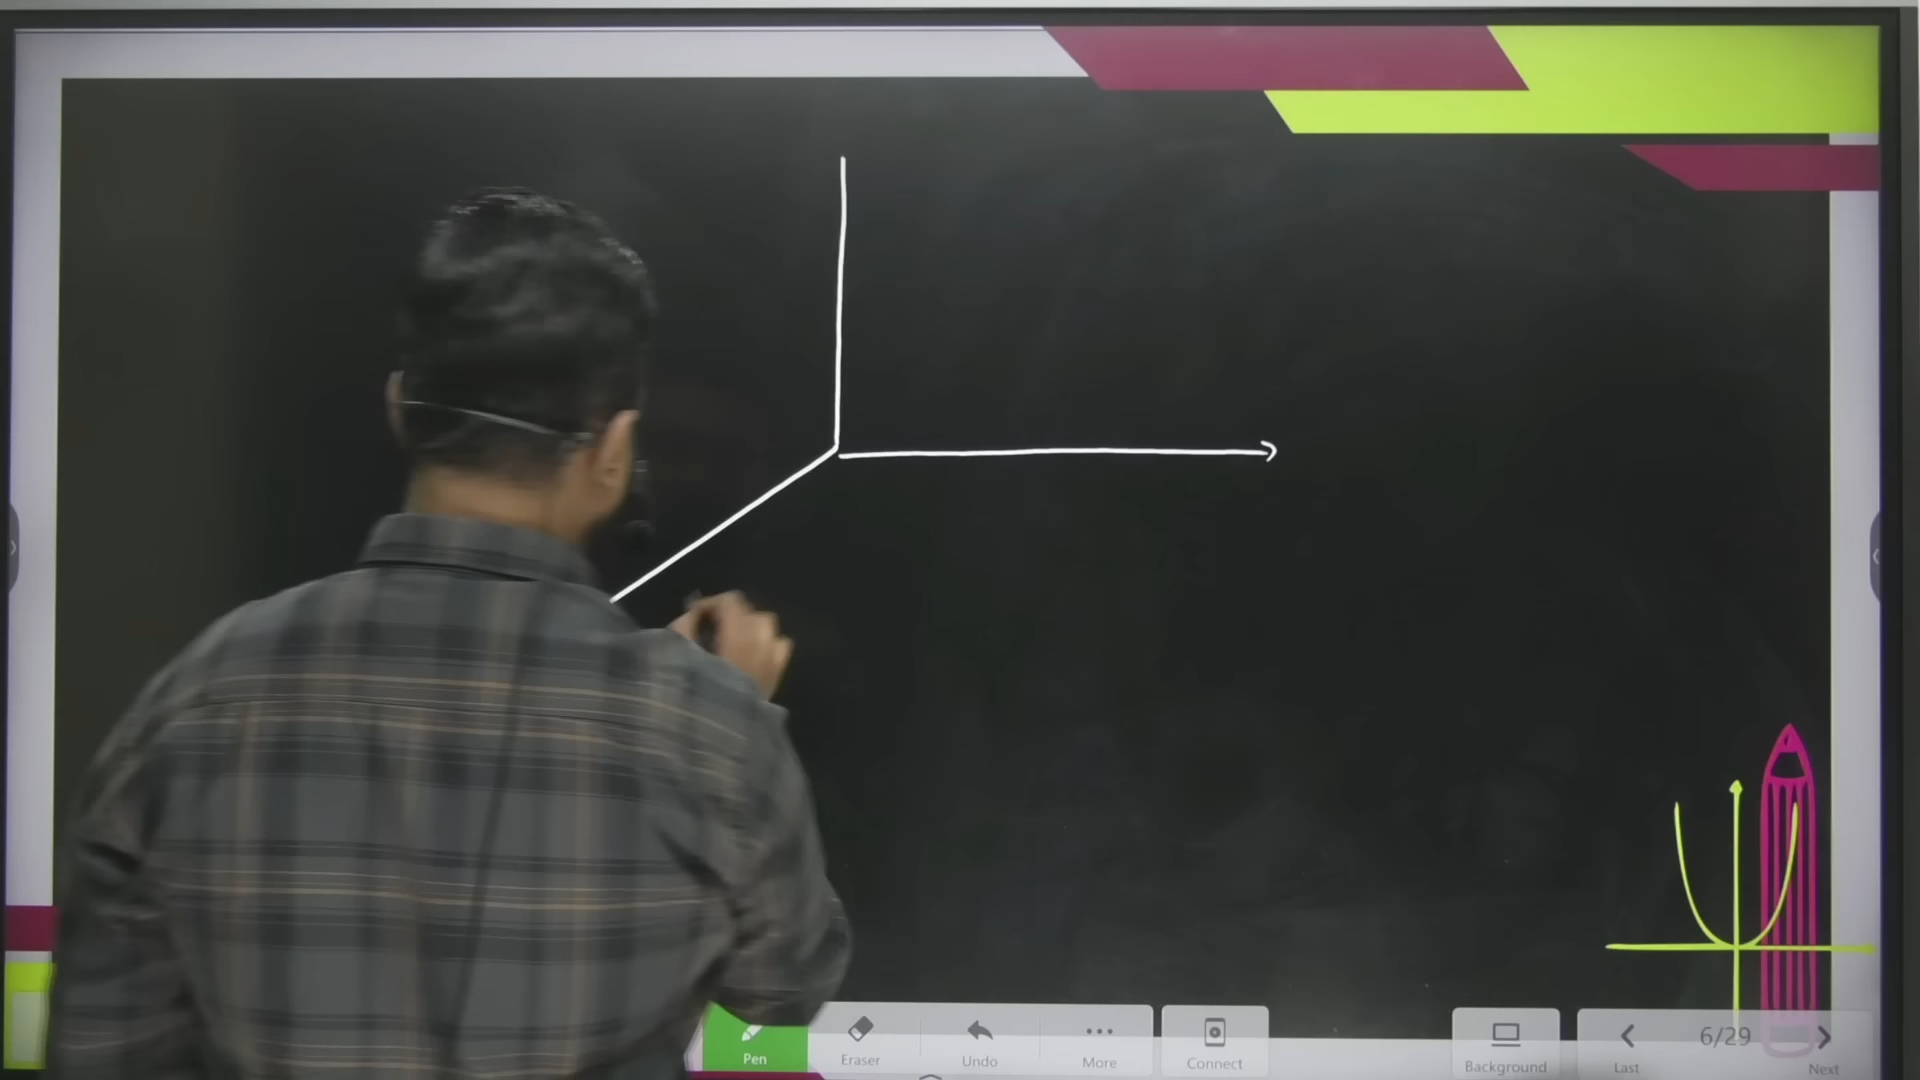 Pen
Eraser
Undo
More
Connect
Background
Last
6/29
Next